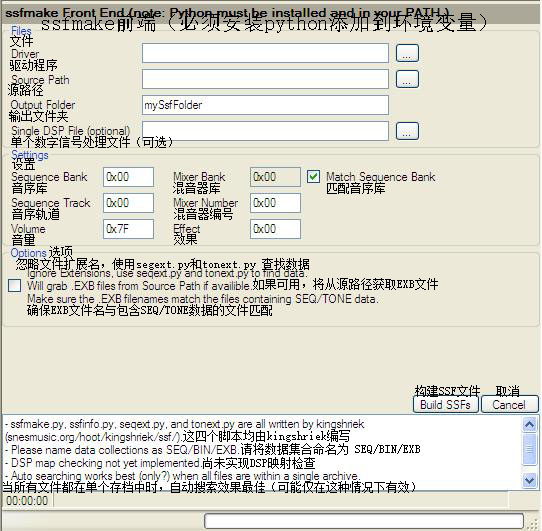 ssfmake Front End (note: Python must be installed and in your PATH.)
ssfmake前端（必须安装python添加到环境变量）
Files
文件
Driver
...
驱动程序
Source Path
...
源路径
Output Folder mySsfFolder
输出文件夹
Single DSP File (optional)
...
单个数字信号处理文件(可选)
Settings
设置
Sequence Bank 0x00 Mixer Bank 0x00 Match Sequence Bank
音序库 混音器库 匹配音序库
Sequence Track 0x00 Mixer Number 0x00
音序轨道 混音器编号
Volume 0x7F Effect 0x00
音量 效果
Options选项
忽略文件扩展名，使用segext.py和tonext.py 查找数据
Ignore Extensions, use seqext.py and tonext.py to find data.
Will grab .EXB files from Source Path if availible.如果可用，将从源路径获取EXB文件
Make sure the .EXB filenames match the files containing SEQ/TONE data.
确保EXB文件名与包含SEQ/TONE数据的文件匹配
构建SSF文件 取消
Build SSFs Cancel
- ssfmake.py, ssfinfo.py, seqext.py, and tonext.py are all written by kingshriek
(snesmusic.org/hoot/kingshriek/ssf/)这四个脚本均由kingshriek编写
- Please name data collections as SEQ/BIN/EXB.请将数据集合命名为 SEQ/BIN/EXB
- DSP map checking not yet implemented.尚未实现DSP映射检查
- Auto searching works best (only?) when all files are within a single archive.
当所有文件都在单个存档中时，自动搜索效果最佳（可能仅在这种情况下有效）
00:00:00